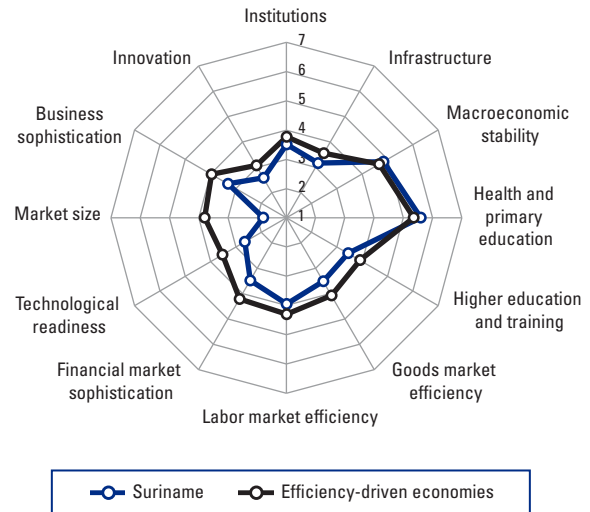 Institutions
7
6
5
4
3
2
1
Infrastructure
Macroeconomic
stability
Health and
primary
education
Higher education
and training
Goods market
efficiency
Labor market efficiency
Financial market
sophistication
Technological
readiness
Market size
Business
sophistication
Innovation
Suriname
Efficiency-driven economies